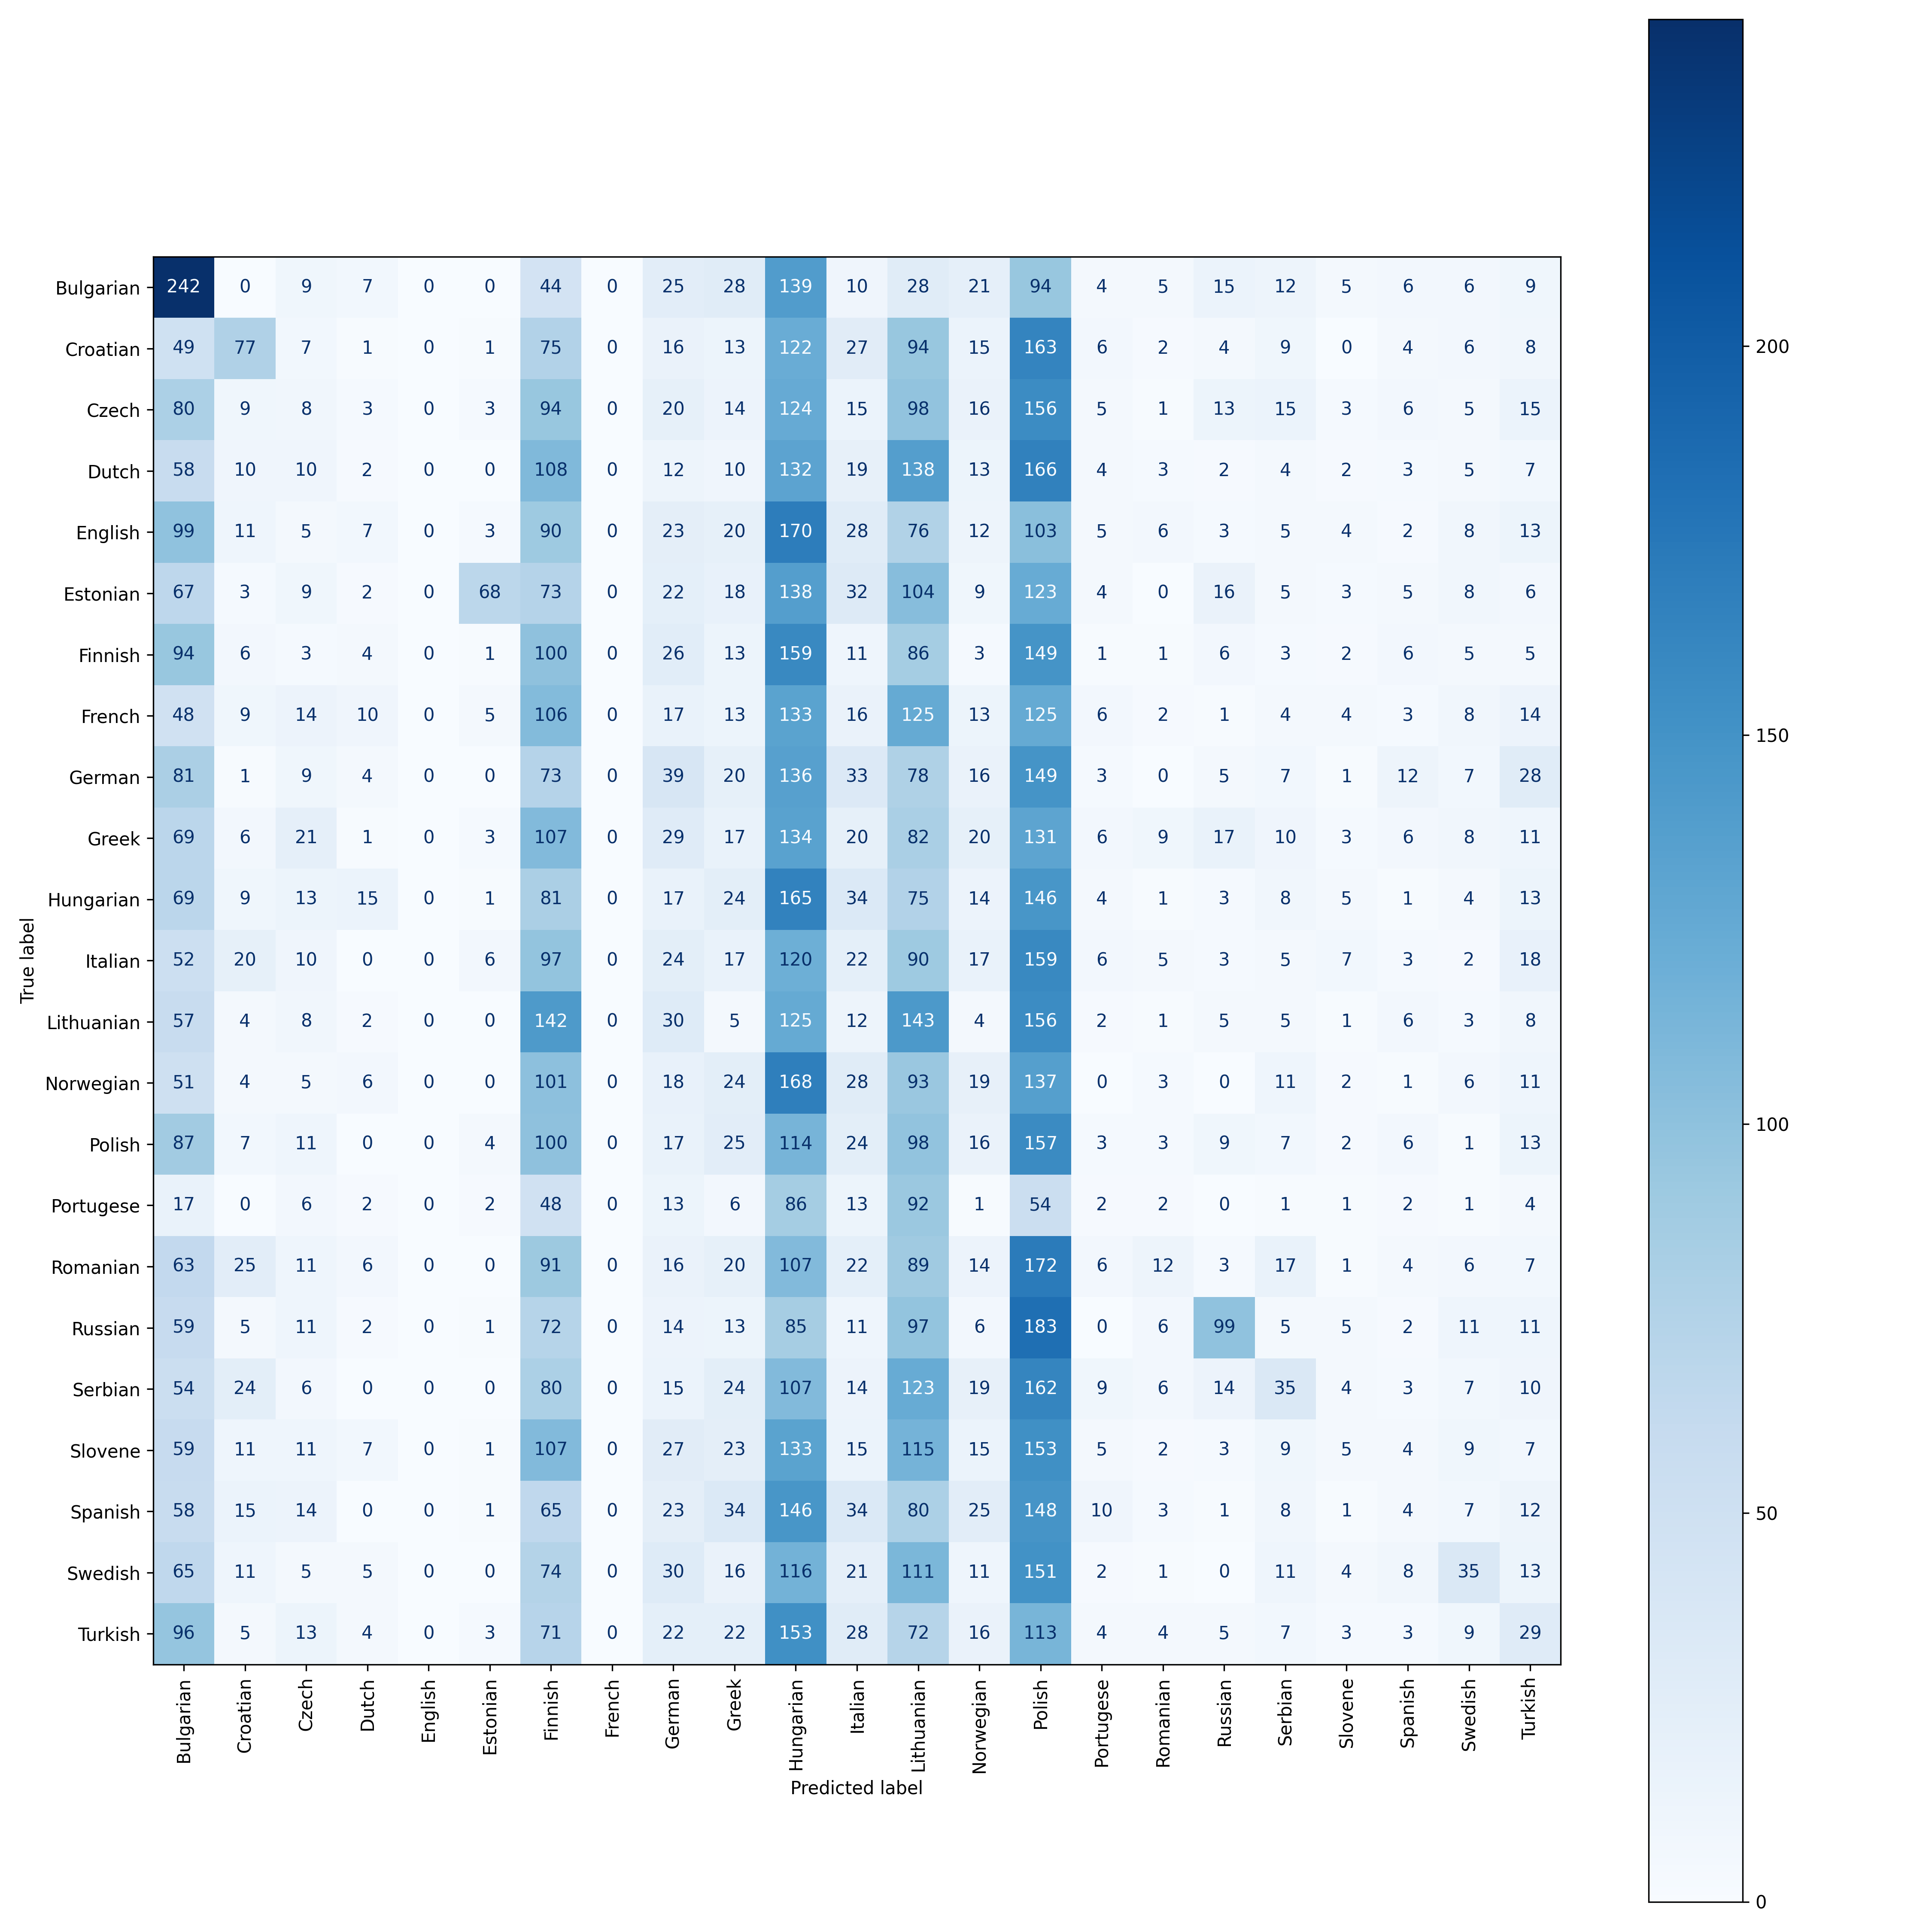 Bulgarian 242 0 9 7 0 0 44 0 25 28 139 10 28 21 94 4 5 15 12 5 6 6 9
Croatian 49 77 7 1 0 1 75 0 16 13 122 27 94 15 163 6 2 4 9 0 4 6 8
Czech 80 9 8 3 0 3 94 0 20 14 124 15 98 16 156 5 1 13 15 3 6 5 15
Dutch 58 10 10 2 0 0 108 0 12 10 132 19 138 13 166 4 3 2 4 2 3 5 7
English 99 11 5 7 0 3 90 0 23 20 170 28 76 12 103 5 6 3 5 4 2 8 13
Estonian 67 3 9 2 0 68 73 0 22 18 138 32 104 9 123 4 0 16 5 3 5 8 6
Finnish 94 6 3 4 0 1 100 0 26 13 159 11 86 3 149 1 1 6 3 2 6 5 5
French 48 9 14 10 0 5 106 0 17 13 133 16 125 13 125 6 2 1 4 4 3 8 14
German 81 1 9 4 0 0 73 0 39 20 136 33 78 16 149 3 0 5 7 1 12 7 28
Greek 69 6 21 1 0 3 107 0 29 17 134 20 82 20 131 6 9 17 10 3 6 8 11
Hungarian 69 9 13 15 0 1 81 0 17 24 165 34 75 14 146 4 1 3 8 5 1 4 13
Italian 52 20 10 0 0 6 97 0 24 17 120 22 90 17 159 6 5 3 5 7 3 2 18
Lithuanian 57 4 8 2 0 0 142 0 30 5 125 12 143 4 156 2 1 5 5 1 6 3 8
Norwegian 51 4 5 6 0 0 101 0 18 24 168 28 93 19 137 0 3 0 11 2 1 6 11
Polish 87 7 11 0 0 4 100 0 17 25 114 24 98 16 157 3 3 9 7 2 6 1 13
Portugese 17 0 6 2 0 2 48 0 13 6 86 13 92 1 54 2 2 0 1 1 2 1 4
Romanian 63 25 11 6 0 0 91 0 16 20 107 22 89 14 172 6 12 3 17 1 4 6 7
Russian 59 5 11 2 0 1 72 0 14 13 85 11 97 6 183 0 6 99 5 5 2 11 11
Serbian 54 24 6 0 0 0 80 0 15 24 107 14 123 19 162 9 6 14 35 4 3 7 10
Slovene 59 11 11 7 0 1 107 0 27 23 133 15 115 15 153 5 2 3 9 5 4 9 7
Spanish 58 15 14 0 0 1 65 0 23 34 146 34 80 25 148 10 3 1 8 1 4 7 12
Swedish 65 11 5 5 0 0 74 0 30 16 116 21 111 11 151 2 1 0 11 4 8 35 13
Turkish 96 5 13 4 0 3 71 0 22 22 153 28 72 16 113 4 4 5 7 3 3 9 29
True label
Bulgarian Croatian Czech Dutch English Estonian Finnish French German Greek Hungarian Italian Lithuanian Norwegian Polish Portugese Romanian Russian Serbian Slovene Spanish Swedish Turkish
Predicted label
200
150
100
50
0